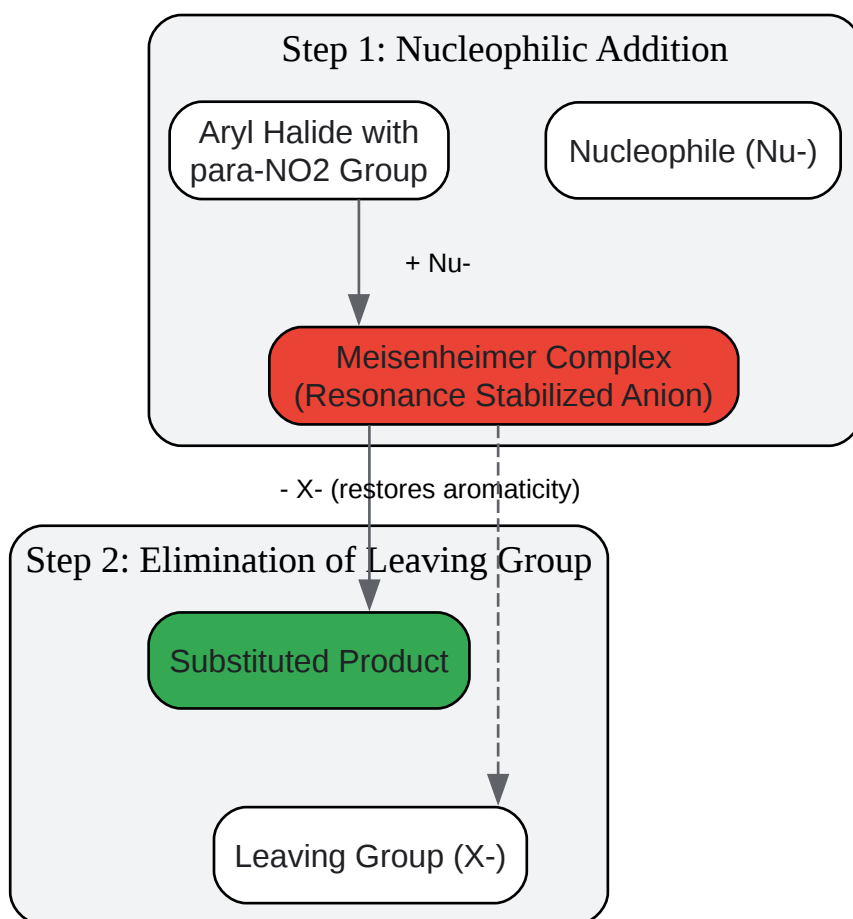 Step 1: Nucleophilic Addition
Aryl Halide with
para-NO2 Group
Nucleophile (Nu-)
+ Nu-
Meisenheimer Complex
(Resonance Stabilized Anion)
- X- (restores aromaticity)
Step 2: Elimination of Leaving Group
Substituted Product
Leaving Group (X-)